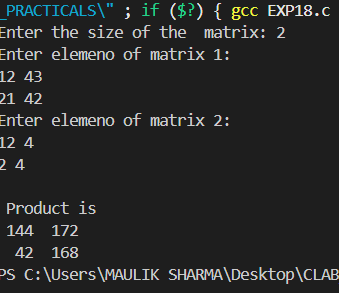 _PRACTICALS\" ; if ($?) { gcc EXP18.c
Enter the size of the  matrix: 2
Enter elemeno of matrix 1:
12 43
21 42
Enter elemeno of matrix 2:
12 4
2 4
 Product is
 144  172
  42  168
PS C:\Users\MAULIK SHARMA\Desktop\CLAB